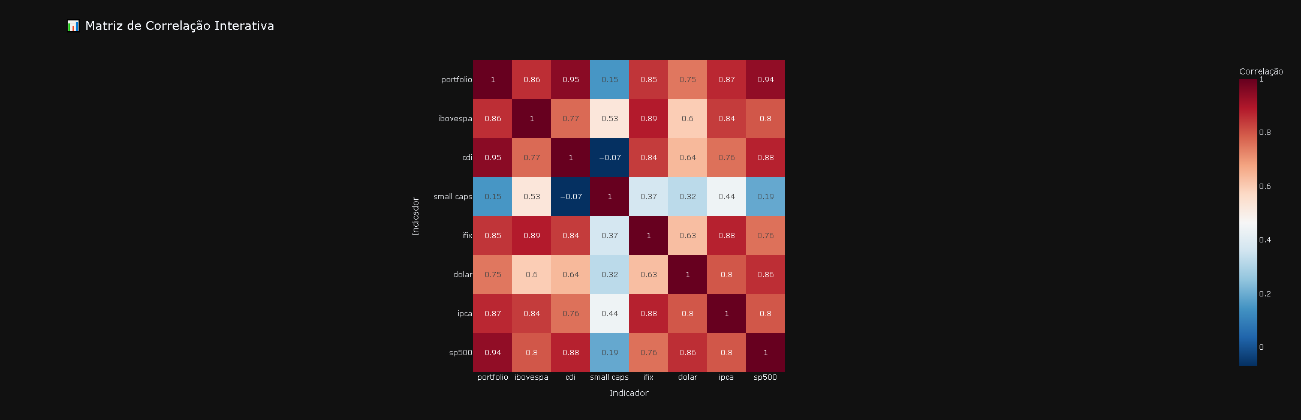 📊 Matriz de Correlação Interativa
Correlação
portfolio 1 0.86 0.95 0.15 0.85 0.75 0.87 0.94
ibovespa 0.86 1 0.77 0.53 0.89 0.6 0.84 0.8
cdi 0.95 0.77 1 −0.07 0.84 0.64 0.76 0.88
small caps 0.15 0.53 −0.07 1 0.37 0.32 0.44 0.19
ifix 0.85 0.89 0.84 0.37 1 0.63 0.88 0.76
dolar 0.75 0.6 0.64 0.32 0.63 1 0.8 0.86
ipca 0.87 0.84 0.76 0.44 0.88 0.8 1 0.8
sp500 0.94 0.8 0.88 0.19 0.76 0.86 0.8 1
portfolio ibovespa cdi small caps ifix dolar ipca sp500
Indicador
Indicador
1
0.8
0.6
0.4
0.2
0